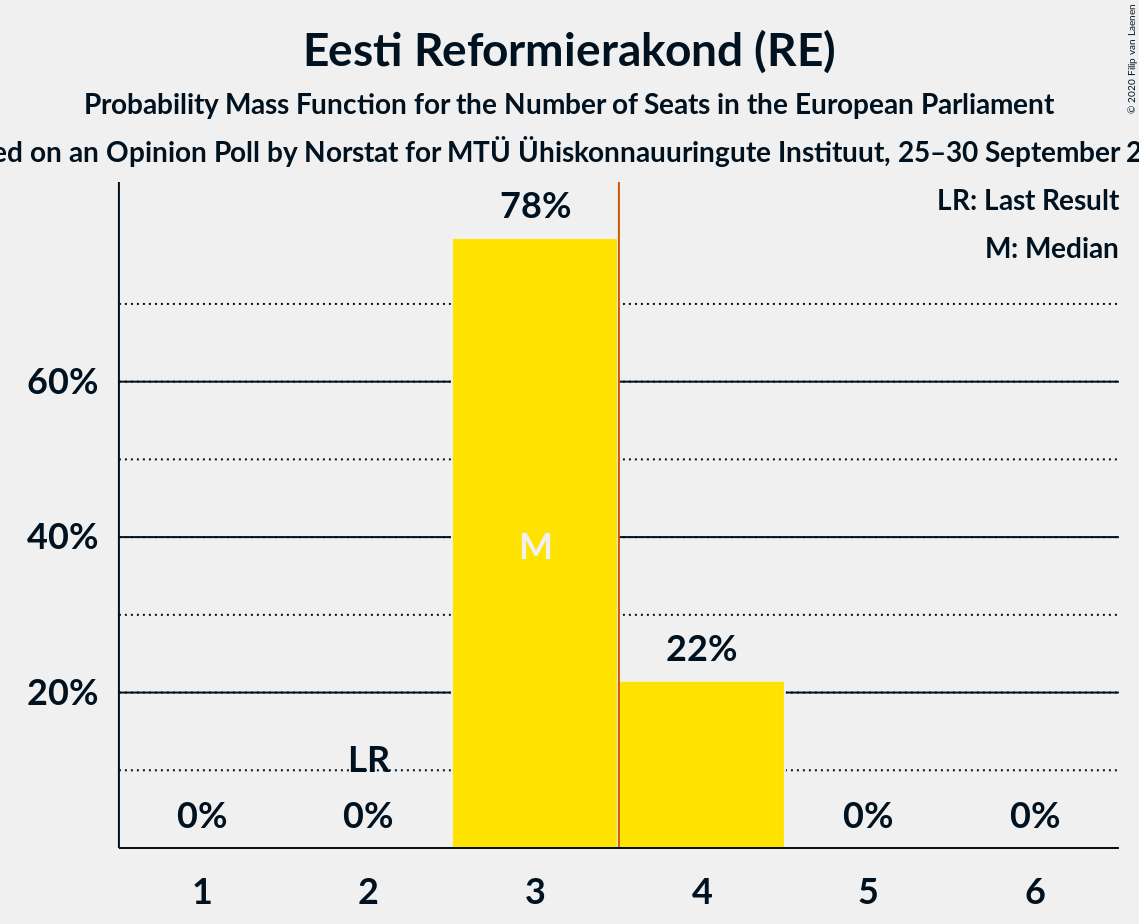 Eesti Reformierakond (RE)
Probability Mass Function for the Number of Seats in the European Parliament
ed on an Opinion Poll by Norstat for MTÜ Ühiskonnauuringute Instituut, 25–30 September 2
© 2020 Filip van Laenen
LR: Last Result
M: Median
78%
60%
40%
M
22%
20%
LR
0% 0% 0% 0%
1 2 3 4 5 6